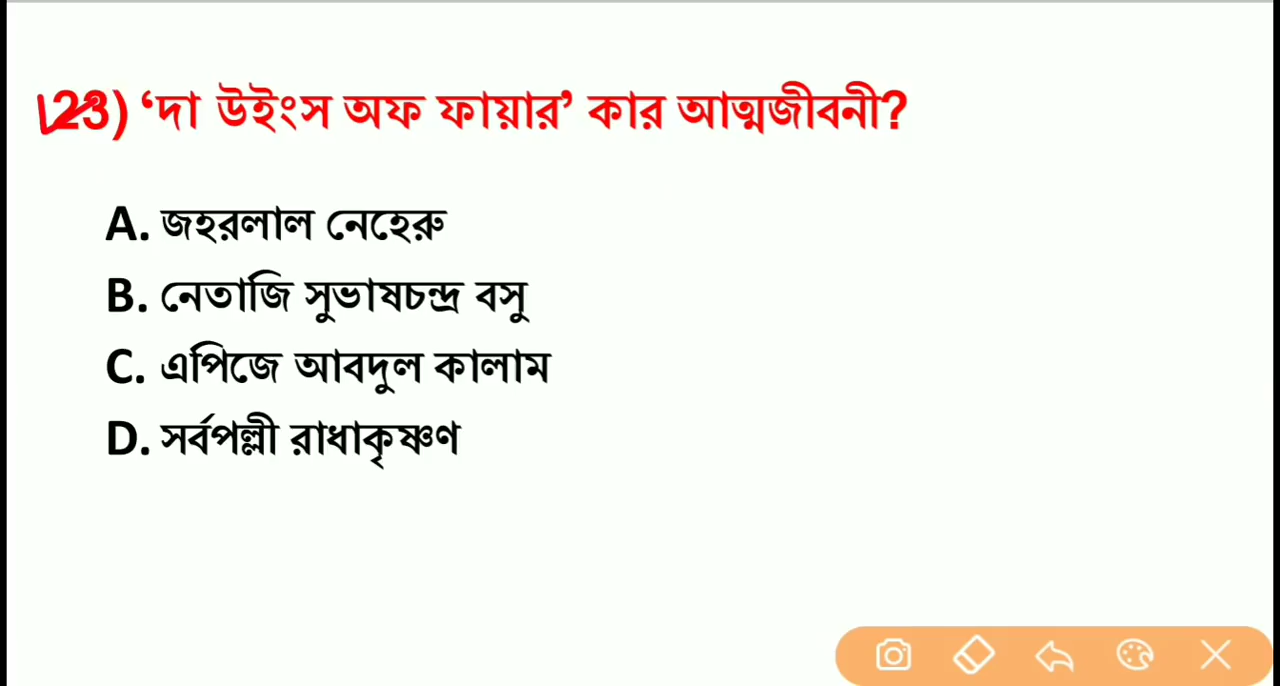 23) ‘দা উইংস অফ ফায়ার’ কার আত্মজীবনী?
A. জহরলাল নেহেরু
B. নেতাজি সুভাষচন্দ্র বসু
C. এপিজে আবদুল কালাম
D. সর্বপল্লী রাধাকৃষ্ণণ